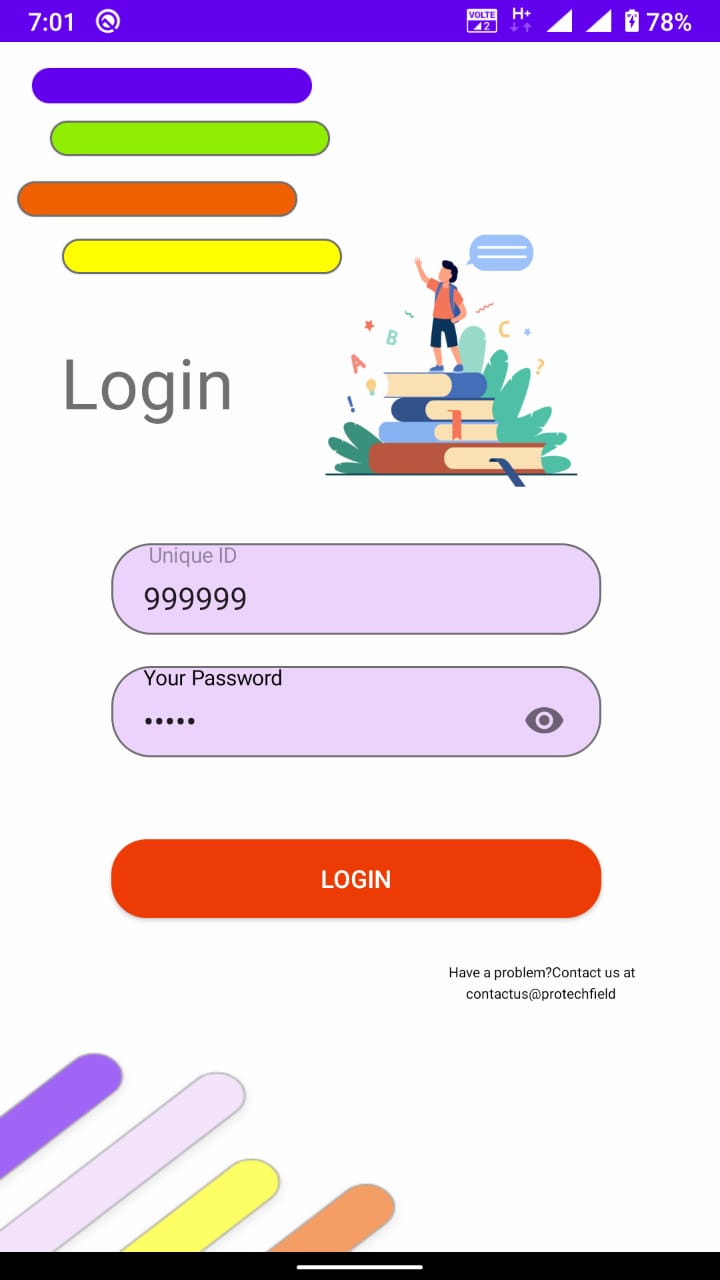 7:01
VOLTE
2
H+
78%
B
C
A
?
!
Login
Unique ID
999999
Your Password
•••••
LOGIN
Have a problem?Contact us at
contactus@protechfield